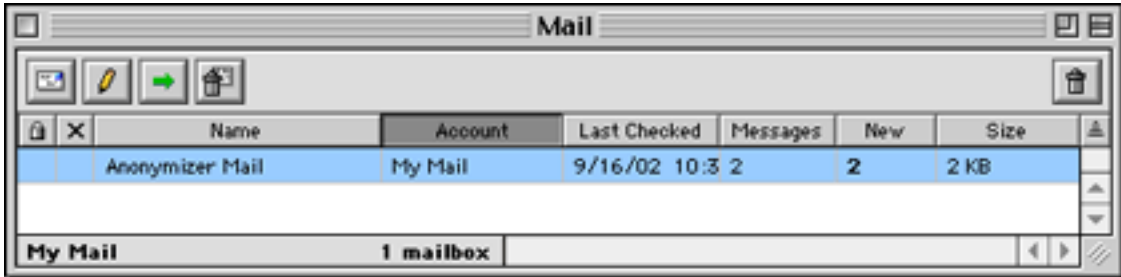 Mail
Name Account Last Checked Messages New Size
Anonymizer Mail My Mail 9/16/02 10:3 2 2 2 KB
My Mail 1 mailbox